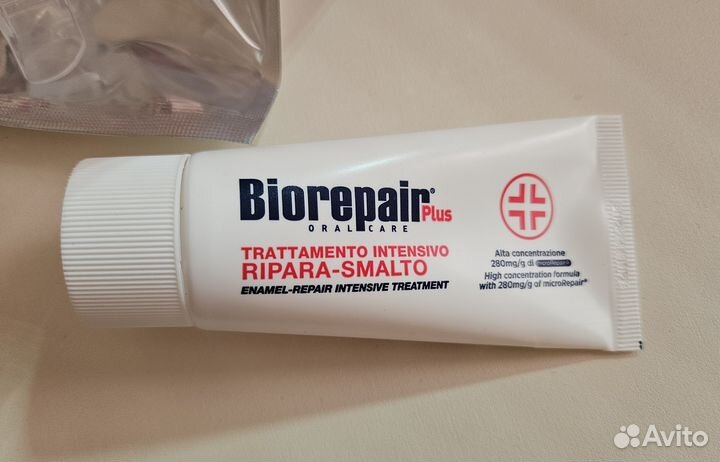 Biorepair® Plus
ORAL CARE
TRATTAMENTO INTENSIVO
RIPARA-SMALTO
ENAMEL-REPAIR INTENSIVE TREATMENT
Alta concentrazione
280mg/g di microRepair®
High concentration formula
with 280mg/g of microRepair®
Avito